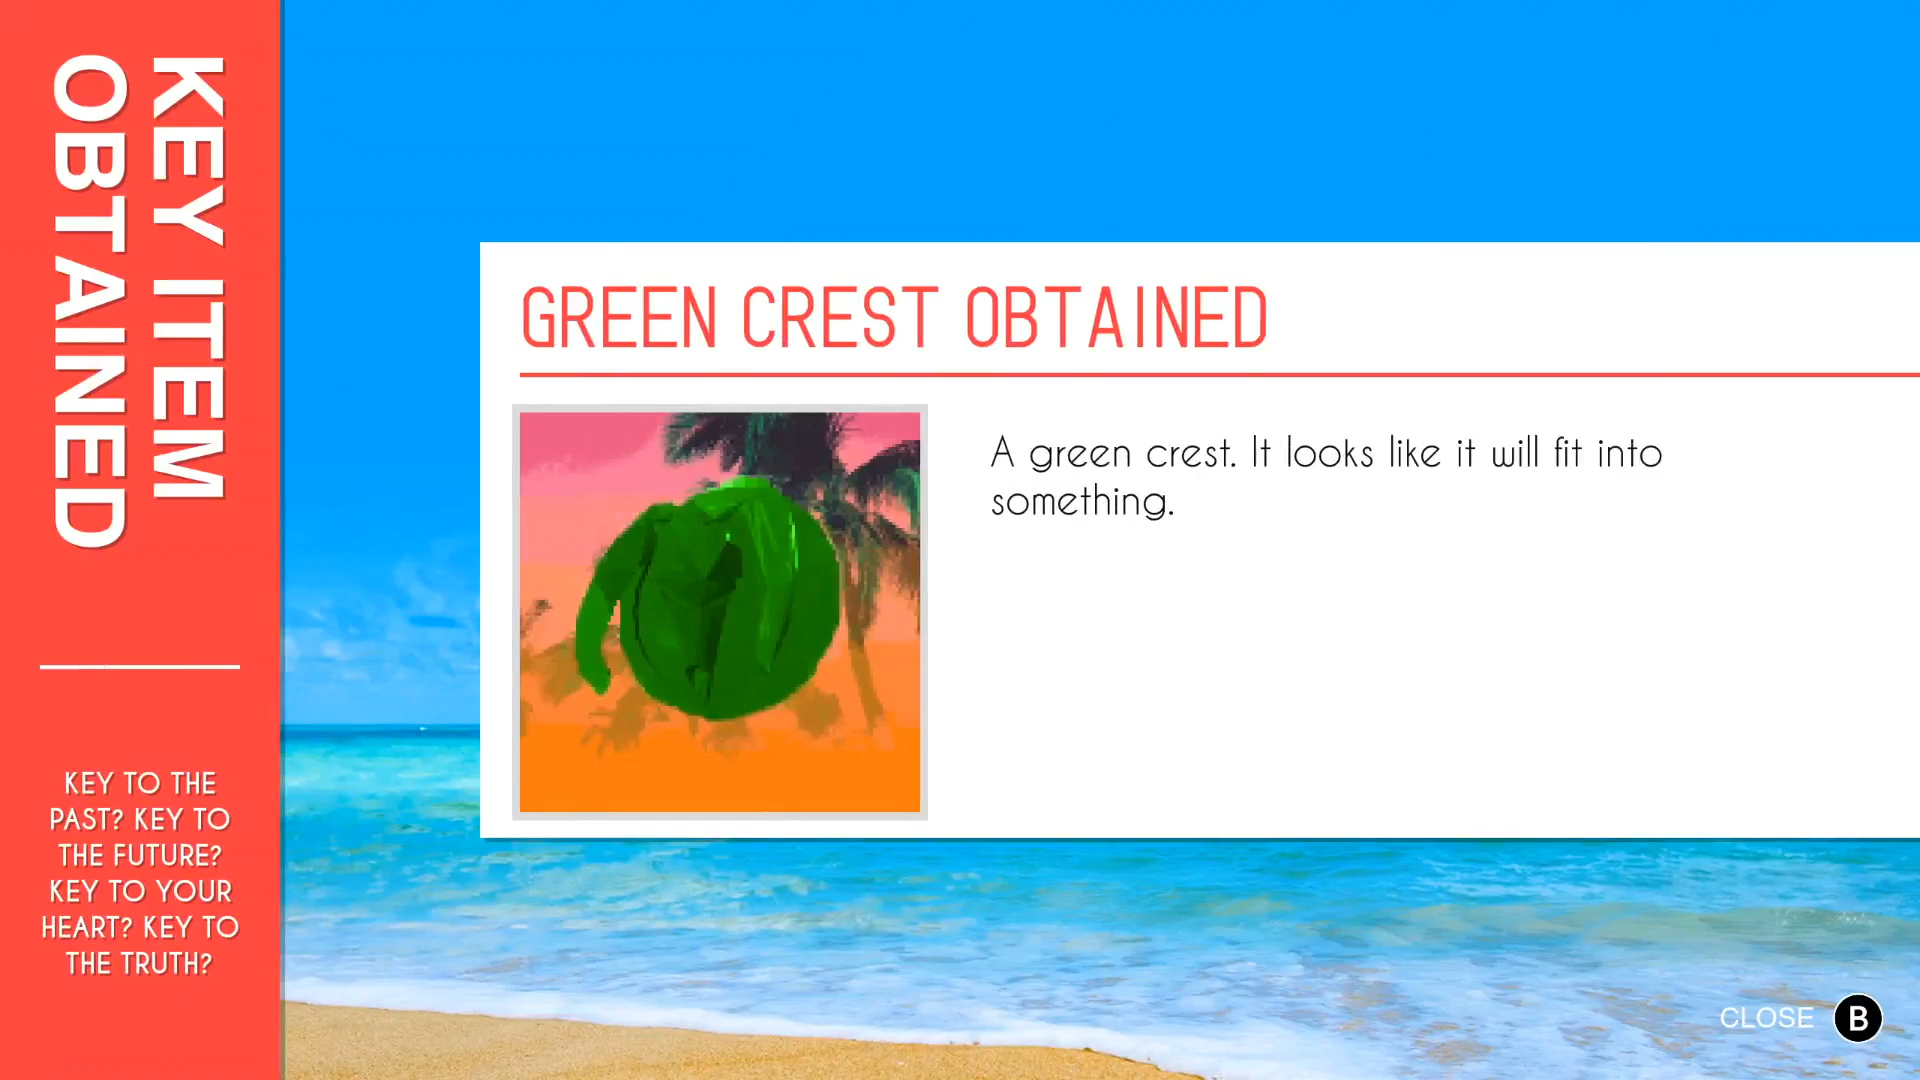 KEY ITEM
OBTAINED
KEY TO THE
PAST? KEY TO
THE FUTURE?
KEY TO YOUR
HEART? KEY TO
THE TRUTH?
GREEN CREST OBTAINED
A green crest. It looks like it will fit into
something.
CLOSE B